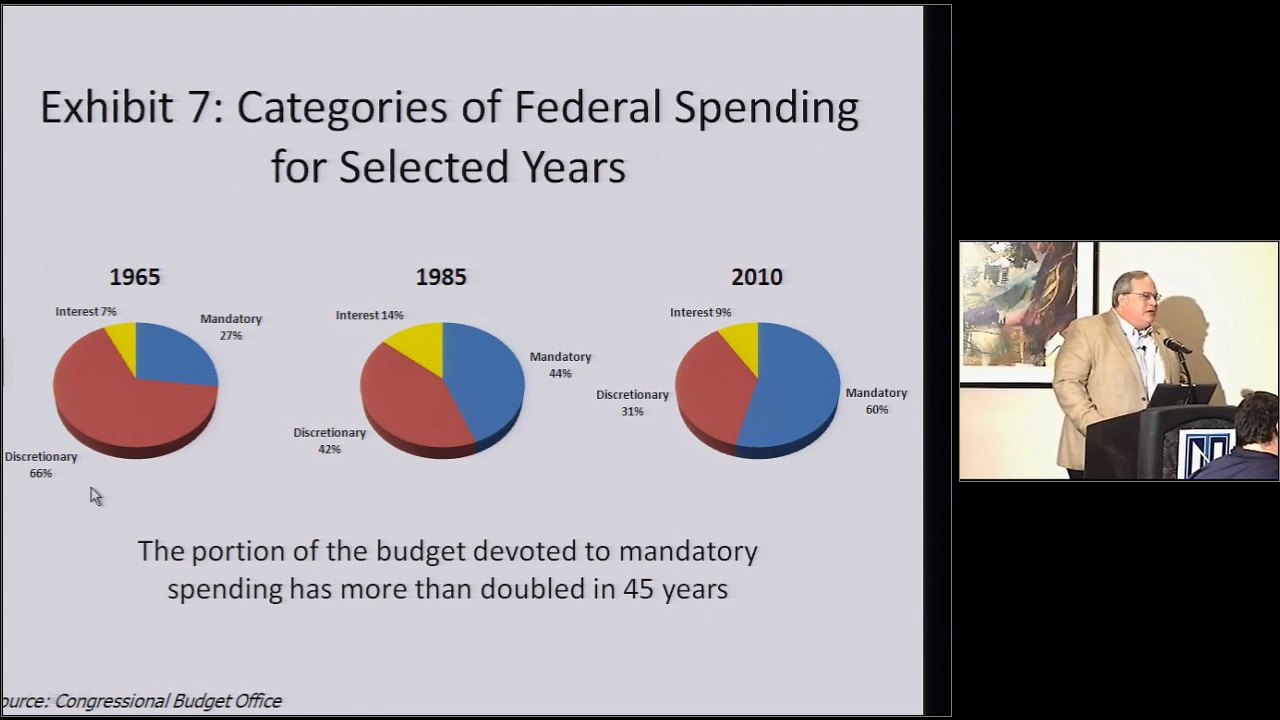 Exhibit 7: Categories of Federal Spending
for Selected Years
1965
Interest 7%
Mandatory
27%
Discretionary
66%
1985
Interest 14%
Mandatory
44%
Discretionary
42%
2010
Interest 9%
Mandatory
60%
Discretionary
31%
The portion of the budget devoted to mandatory
spending has more than doubled in 45 years
ource: Congressional Budget Office